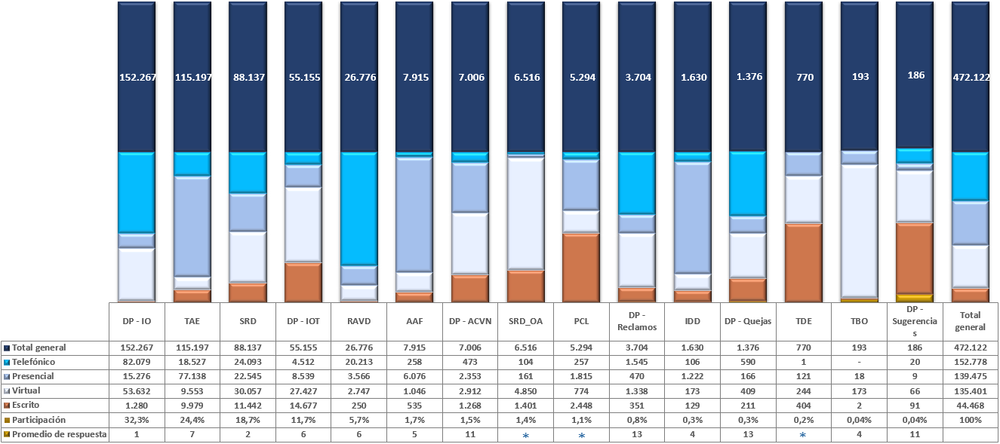 152.267 115.197 88.137 55.155 26.776 7.915 7.006 6.516 5.294 3.704 1.630 1.376 770 193 186 472.122
DP - IO TAE SRD DP - IOT RAVD AAF DP - ACVN SRD_OA PCL DP - Reclamos IDD DP - Quejas TDE TBO DP - Sugerencia s Total general
Total general 152.267 115.197 88.137 55.155 26.776 7.915 7.006 6.516 5.294 3.704 1.630 1.376 770 193 186 472.122
Telefónico 82.079 18.527 24.093 4.512 20.213 258 473 104 257 1.545 106 590 1 - 20 152.778
Presencial 15.276 77.138 22.545 8.539 3.566 6.076 2.353 161 1.815 470 1.222 166 121 18 9 139.475
Virtual 53.632 9.553 30.057 27.427 2.747 1.046 2.912 4.850 774 1.338 173 409 244 173 66 135.401
Escrito 1.280 9.979 11.442 14.677 250 535 1.268 1.401 2.448 351 129 211 404 2 91 44.468
Participación 32,3% 24,4% 18,7% 11,7% 5,7% 1,7% 1,5% 1,4% 1,1% 0,8% 0,3% 0,3% 0,2% 0,04% 0,04% 100%
Promedio de respuesta 1 7 2 6 6 5 11 * * 13 4 13 * 4 11